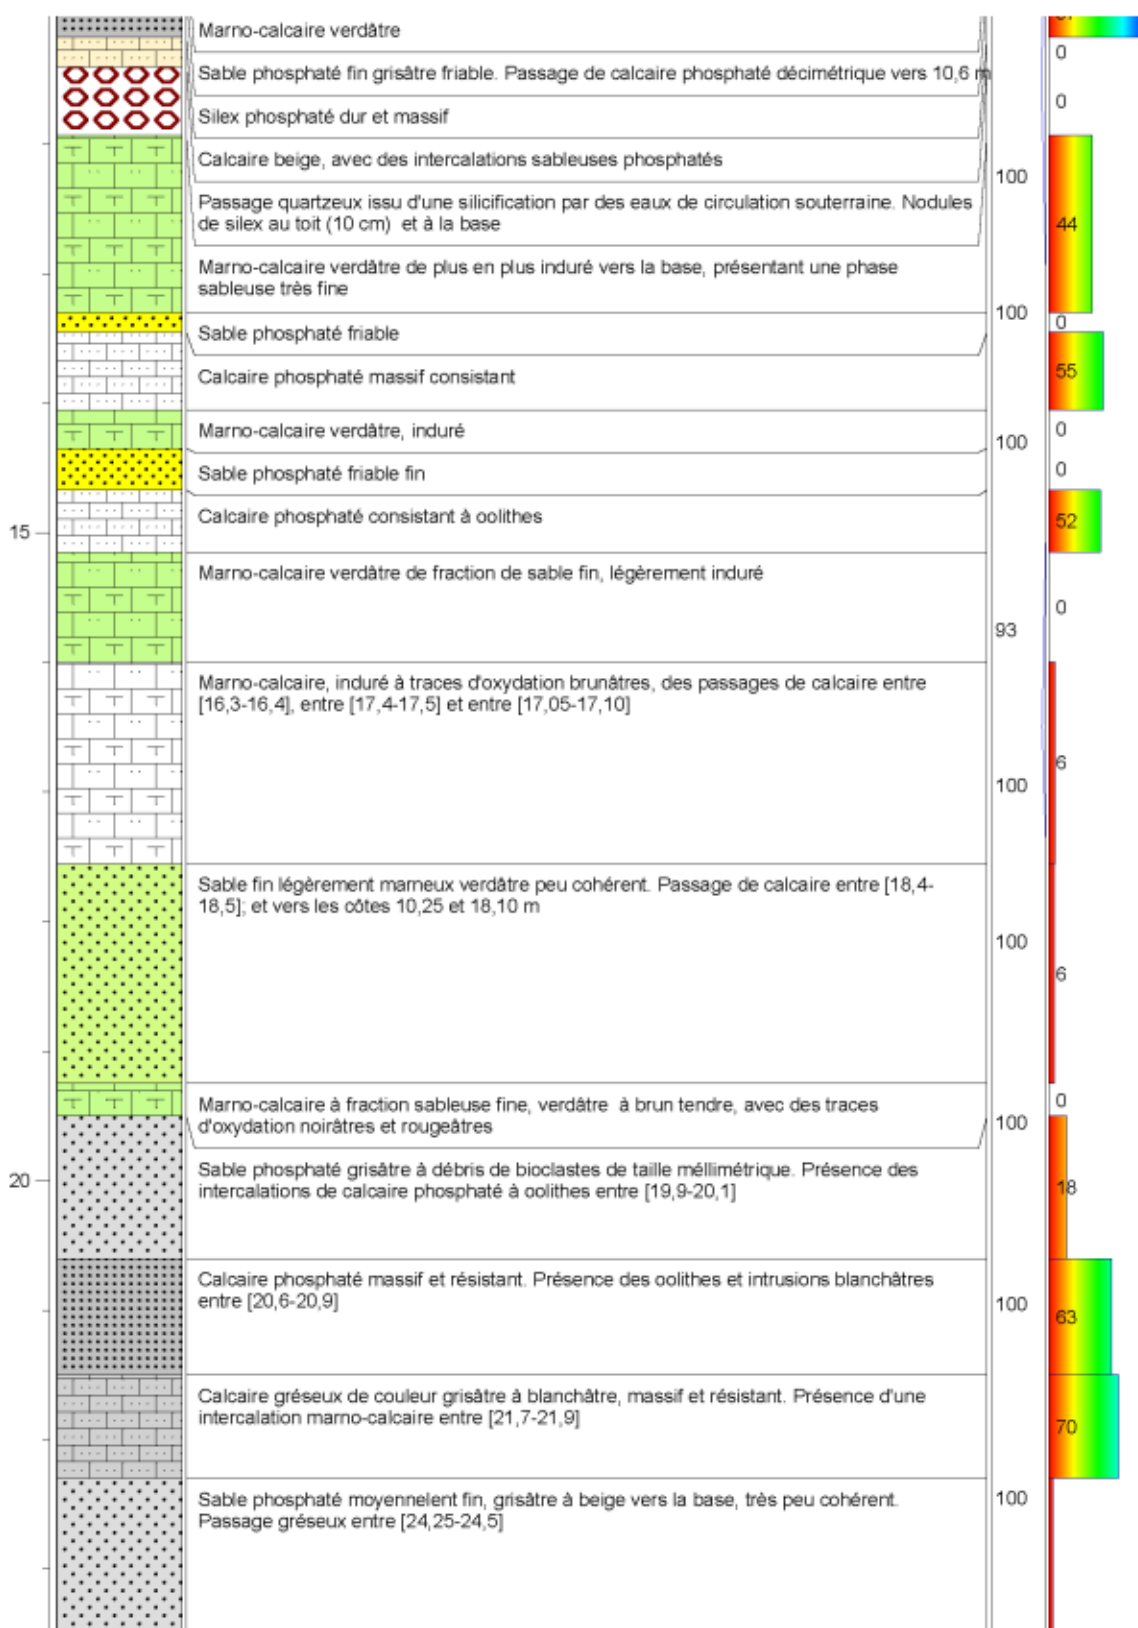 Marno-calcaire verdâtre
0
Sable phosphaté fin grisâtre friable. Passage de calcaire phosphaté décimétrique vers 10,6 m
0
Silex phosphaté dur et massif
Calcaire beige, avec des intercalations sableuses phosphatés
100
Passage quartzeux issu d'une silicification par des eaux de circulation souterraine. Nodules
de silex au toit (10 cm) et à la base
44
Marno-calcaire verdâtre de plus en plus induré vers la base, présentant une phase
sableuse très fine
100
0
Sable phosphaté friable
Calcaire phosphaté massif consistant
55
Marno-calcaire verdâtre, induré
100
0
Sable phosphaté friable fin
0
15
Calcaire phosphaté consistant à oolithes
52
Marno-calcaire verdâtre de fraction de sable fin, légèrement induré
0
93
Marno-calcaire, induré à traces d'oxydation brunâtres, des passages de calcaire entre
[16,3-16,4], entre [17,4-17,5] et entre [17,05-17,10]
6
100
Sable fin légèrement marneux verdâtre peu cohérent. Passage de calcaire entre [18,4-
18,5]; et vers les côtes 10,25 et 18,10 m
100
6
Marno-calcaire à fraction sableuse fine, verdâtre à brun tendre, avec des traces
d'oxydation noirâtres et rougeâtres
0
100
20
Sable phosphaté grisâtre à débris de bioclastes de taille méllimétrique. Présence des
intercalations de calcaire phosphaté à oolithes entre [19,9-20,1]
18
Calcaire phosphaté massif et résistant. Présence des oolithes et intrusions blanchâtres
entre [20,6-20,9]
100
63
Calcaire gréseux de couleur grisâtre à blanchâtre, massif et résistant. Présence d'une
intercalation marno-calcaire entre [21,7-21,9]
70
Sable phosphaté moyennelent fin, grisâtre à beige vers la base, très peu cohérent.
Passage gréseux entre [24,25-24,5]
100